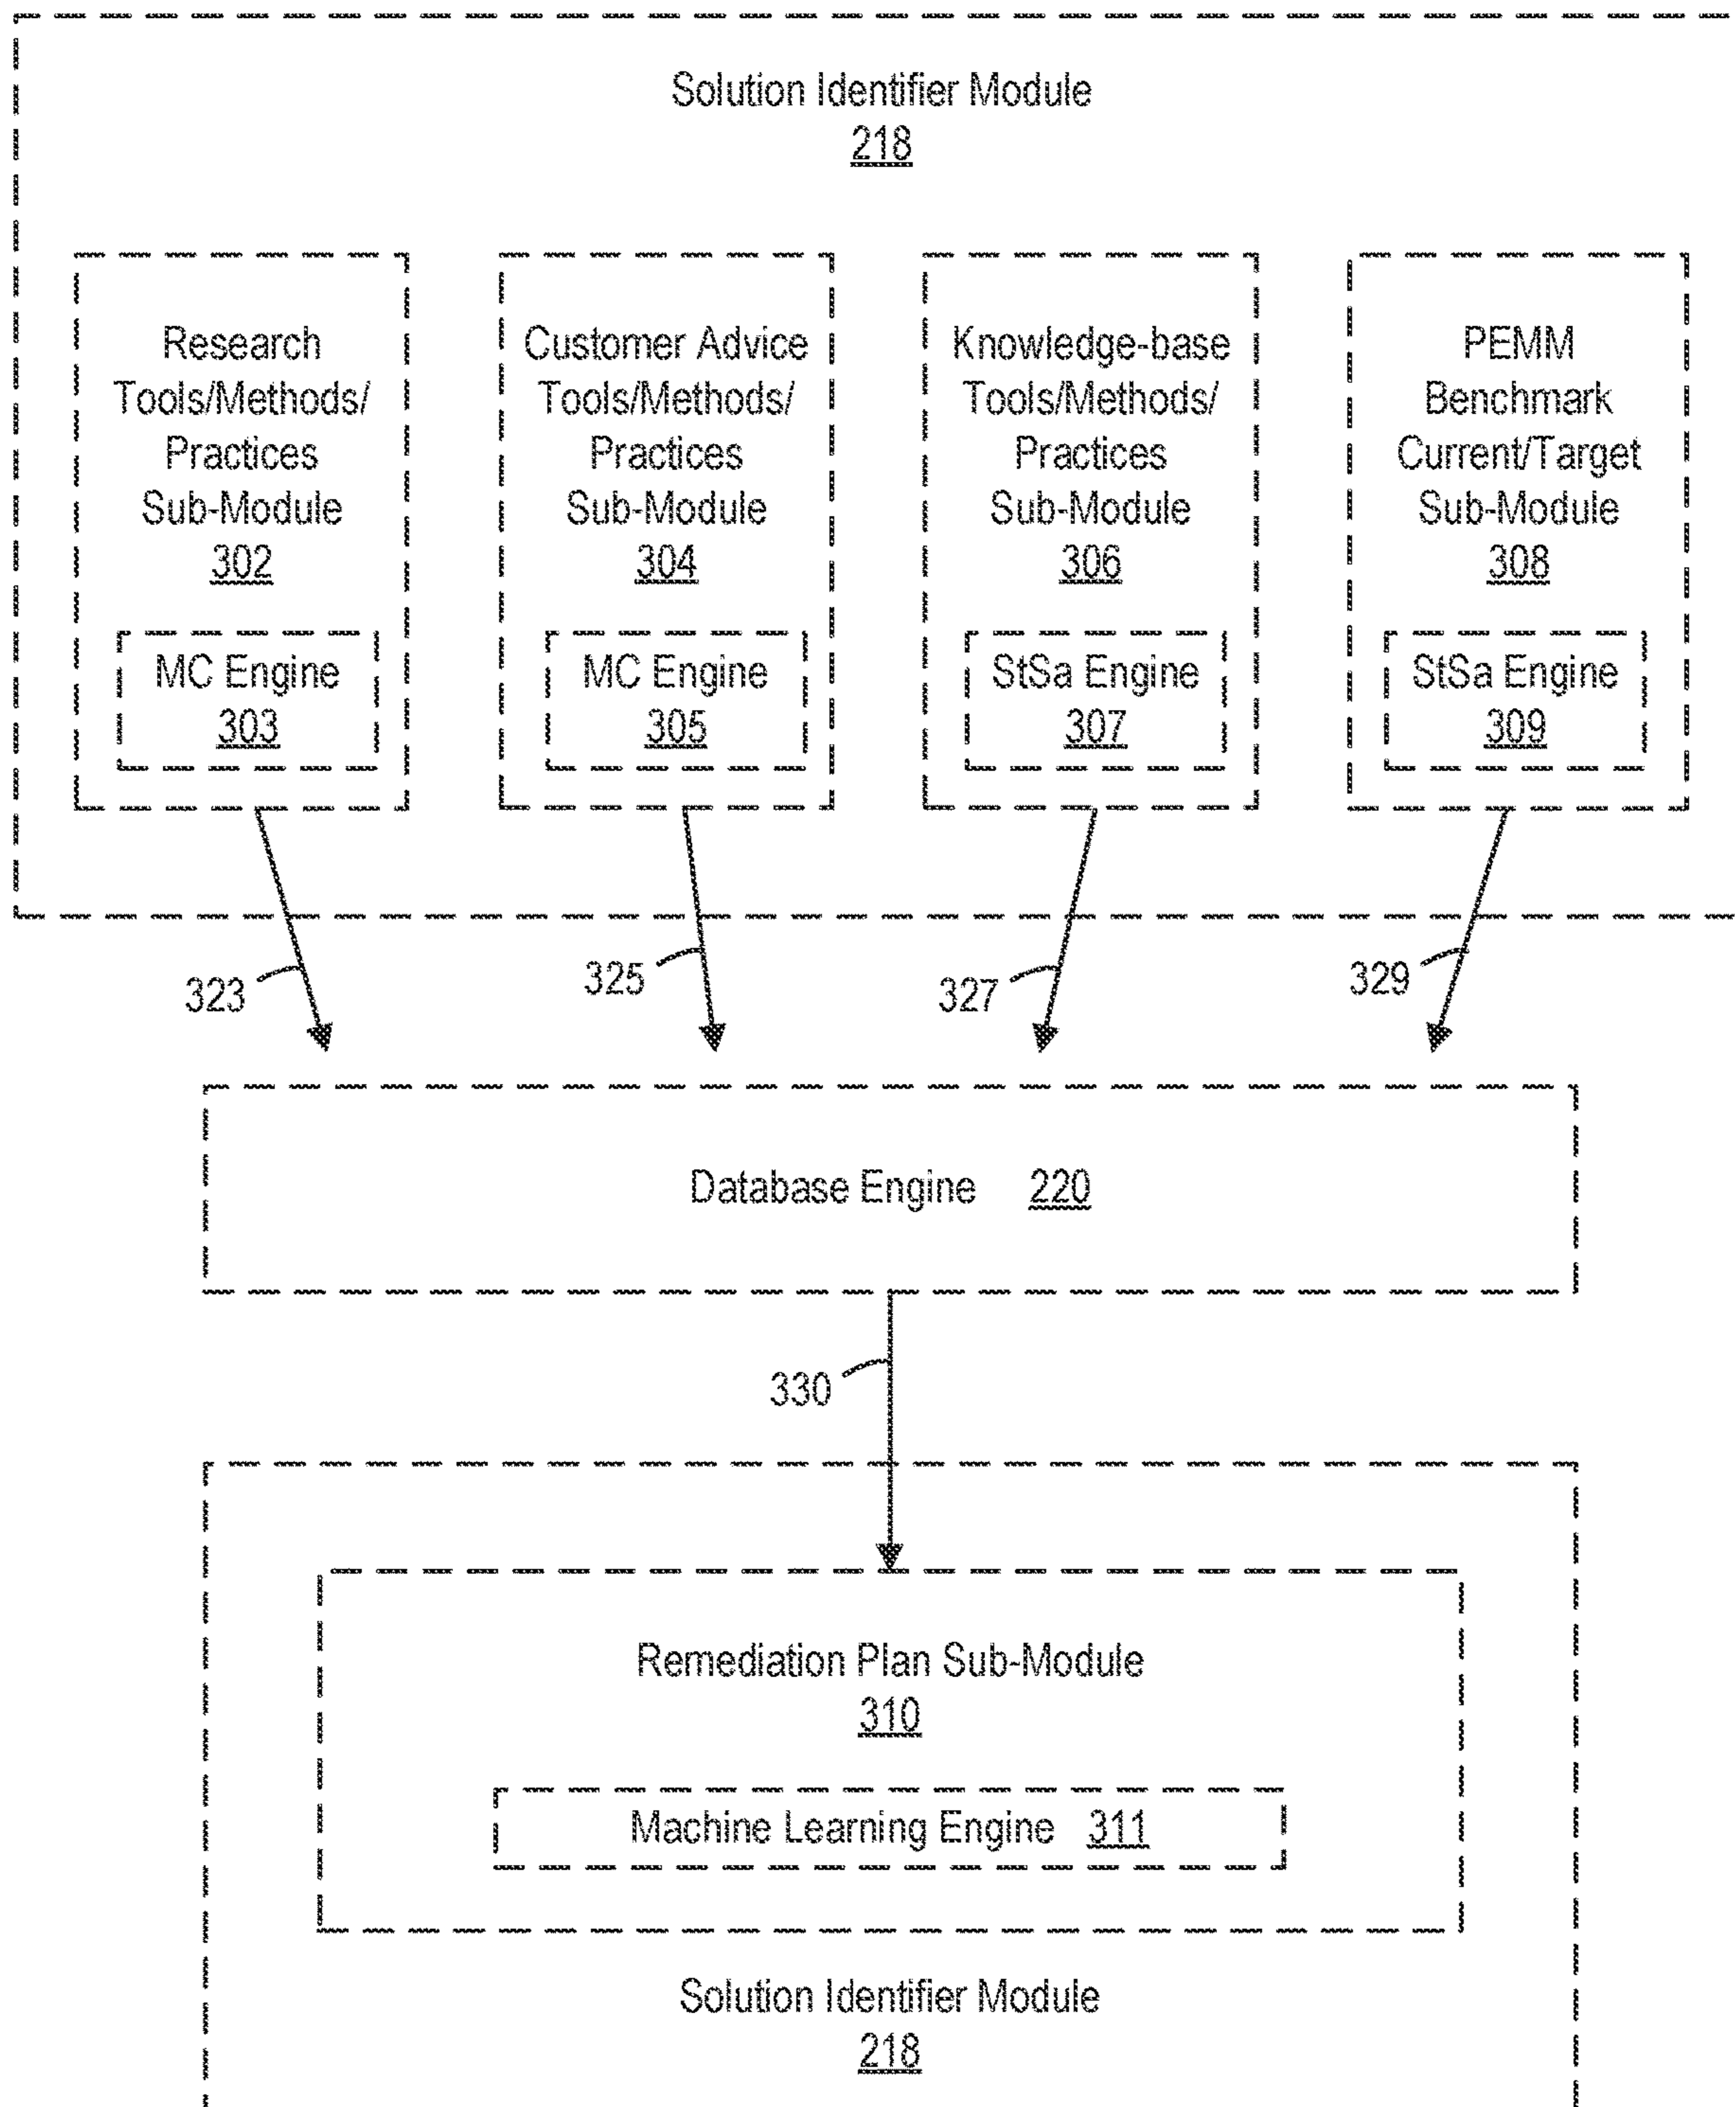 Solution Identifier Module
218
Research
Tools/Methods/
Practices
Sub-Module
302
MC Engine
303
Customer Advice
Tools/Methods/
Practices
Sub-Module
304
MC Engine
305
Knowledge-base
Tools/Methods/
Practices
Sub-Module
306
StSa Engine
307
PEMM
Benchmark
Current/Target
Sub-Module
308
StSa Engine
309
323
325
327
329
Database Engine 220
330
Remediation Plan Sub-Module
310
Machine Learning Engine 311
Solution Identifier Module
218